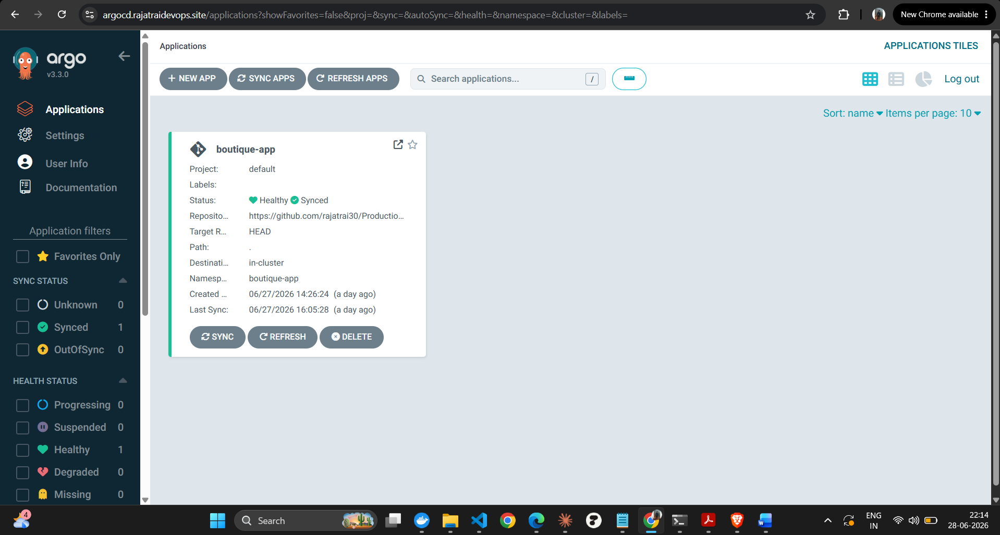 argocd.rajatraidevops.site/applications?showFavorites=false&proj=&sync=&autoSync=&health=&namespace=&cluster=&labels=
New Chrome available
argo
v3.3.0
Applications
Settings
User Info
Documentation
Application filters
Favorites Only
SYNC STATUS
Unknown 0
Synced 1
OutOfSync 0
HEALTH STATUS
Progressing 0
Suspended 0
Healthy 1
Degraded 0
Missing 0
Applications
APPLICATIONS TILES
+ NEW APP
SYNC APPS
REFRESH APPS
Search applications...
/
Log out
Sort: name Items per page: 10
boutique-app
Project: default
Labels:
Status: Healthy Synced
Reposito... https://github.com/rajatrai30/Productio...
Target R... HEAD
Path: .
Destinati... in-cluster
Namesp... boutique-app
Created ... 06/27/2026 14:26:24 (a day ago)
Last Sync: 06/27/2026 16:05:28 (a day ago)
SYNC
REFRESH
DELETE
4
Search
ENG
IN
22:14
28-06-2026